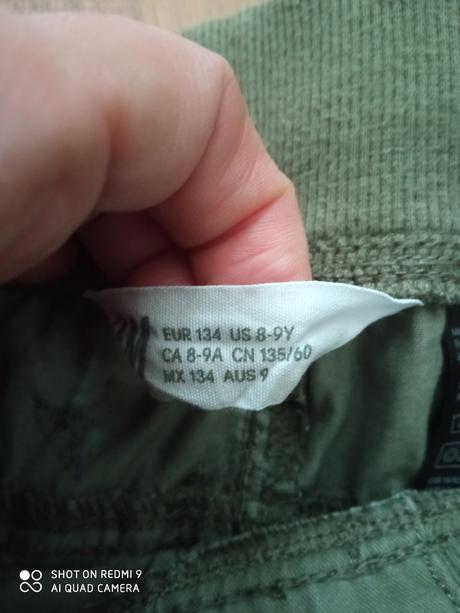 EUR 134 US 8-9Y
CA 8-9A CN 135/60
MX 134 AUS 9
SHOT ON REDMI 9
AI QUAD CAMERA